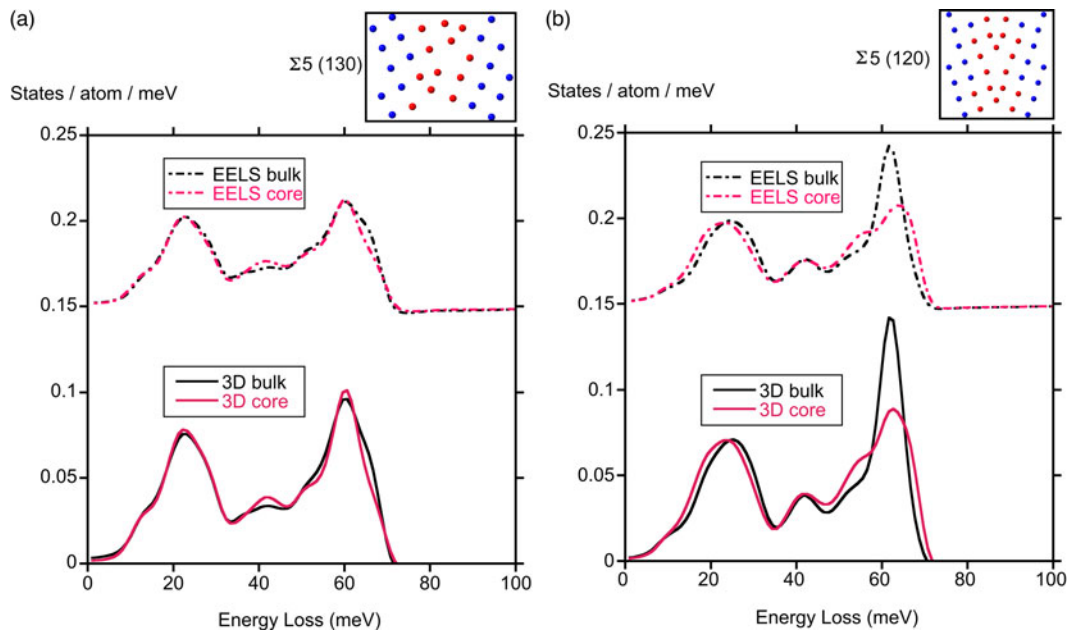 (a)
Σ5 (130)
States / atom / meV
0.25
0.2
0.15
0.1
0.05
0
EELS bulk
EELS core
3D bulk
3D core
0 20 40 60 80 100
Energy Loss (meV)
(b)
Σ5 (120)
States / atom / meV
0.25
0.20
0.15
0.1
0.05
0
EELS bulk
EELS core
3D bulk
3D core
0 20 40 60 80 100
Energy Loss (meV)